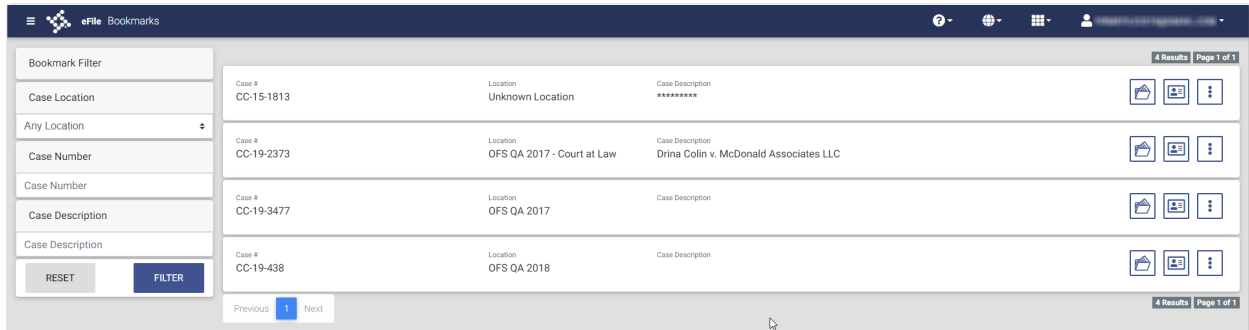 eFile Bookmarks
4 Results Page 1 of 1
Bookmark Filter
Case Location
Any Location
Case Number
Case Number
Case Description
Case Description
RESET FILTER
Case # Location Case Description
CC-15-1813 Unknown Location *********
Case # Location Case Description
CC-19-2373 OFS QA 2017 - Court at Law Drina Colin v. McDonald Associates LLC
Case # Location Case Description
CC-19-3477 OFS QA 2017
Case # Location Case Description
CC-19-438 OFS QA 2018
Previous 1 Next
4 Results Page 1 of 1